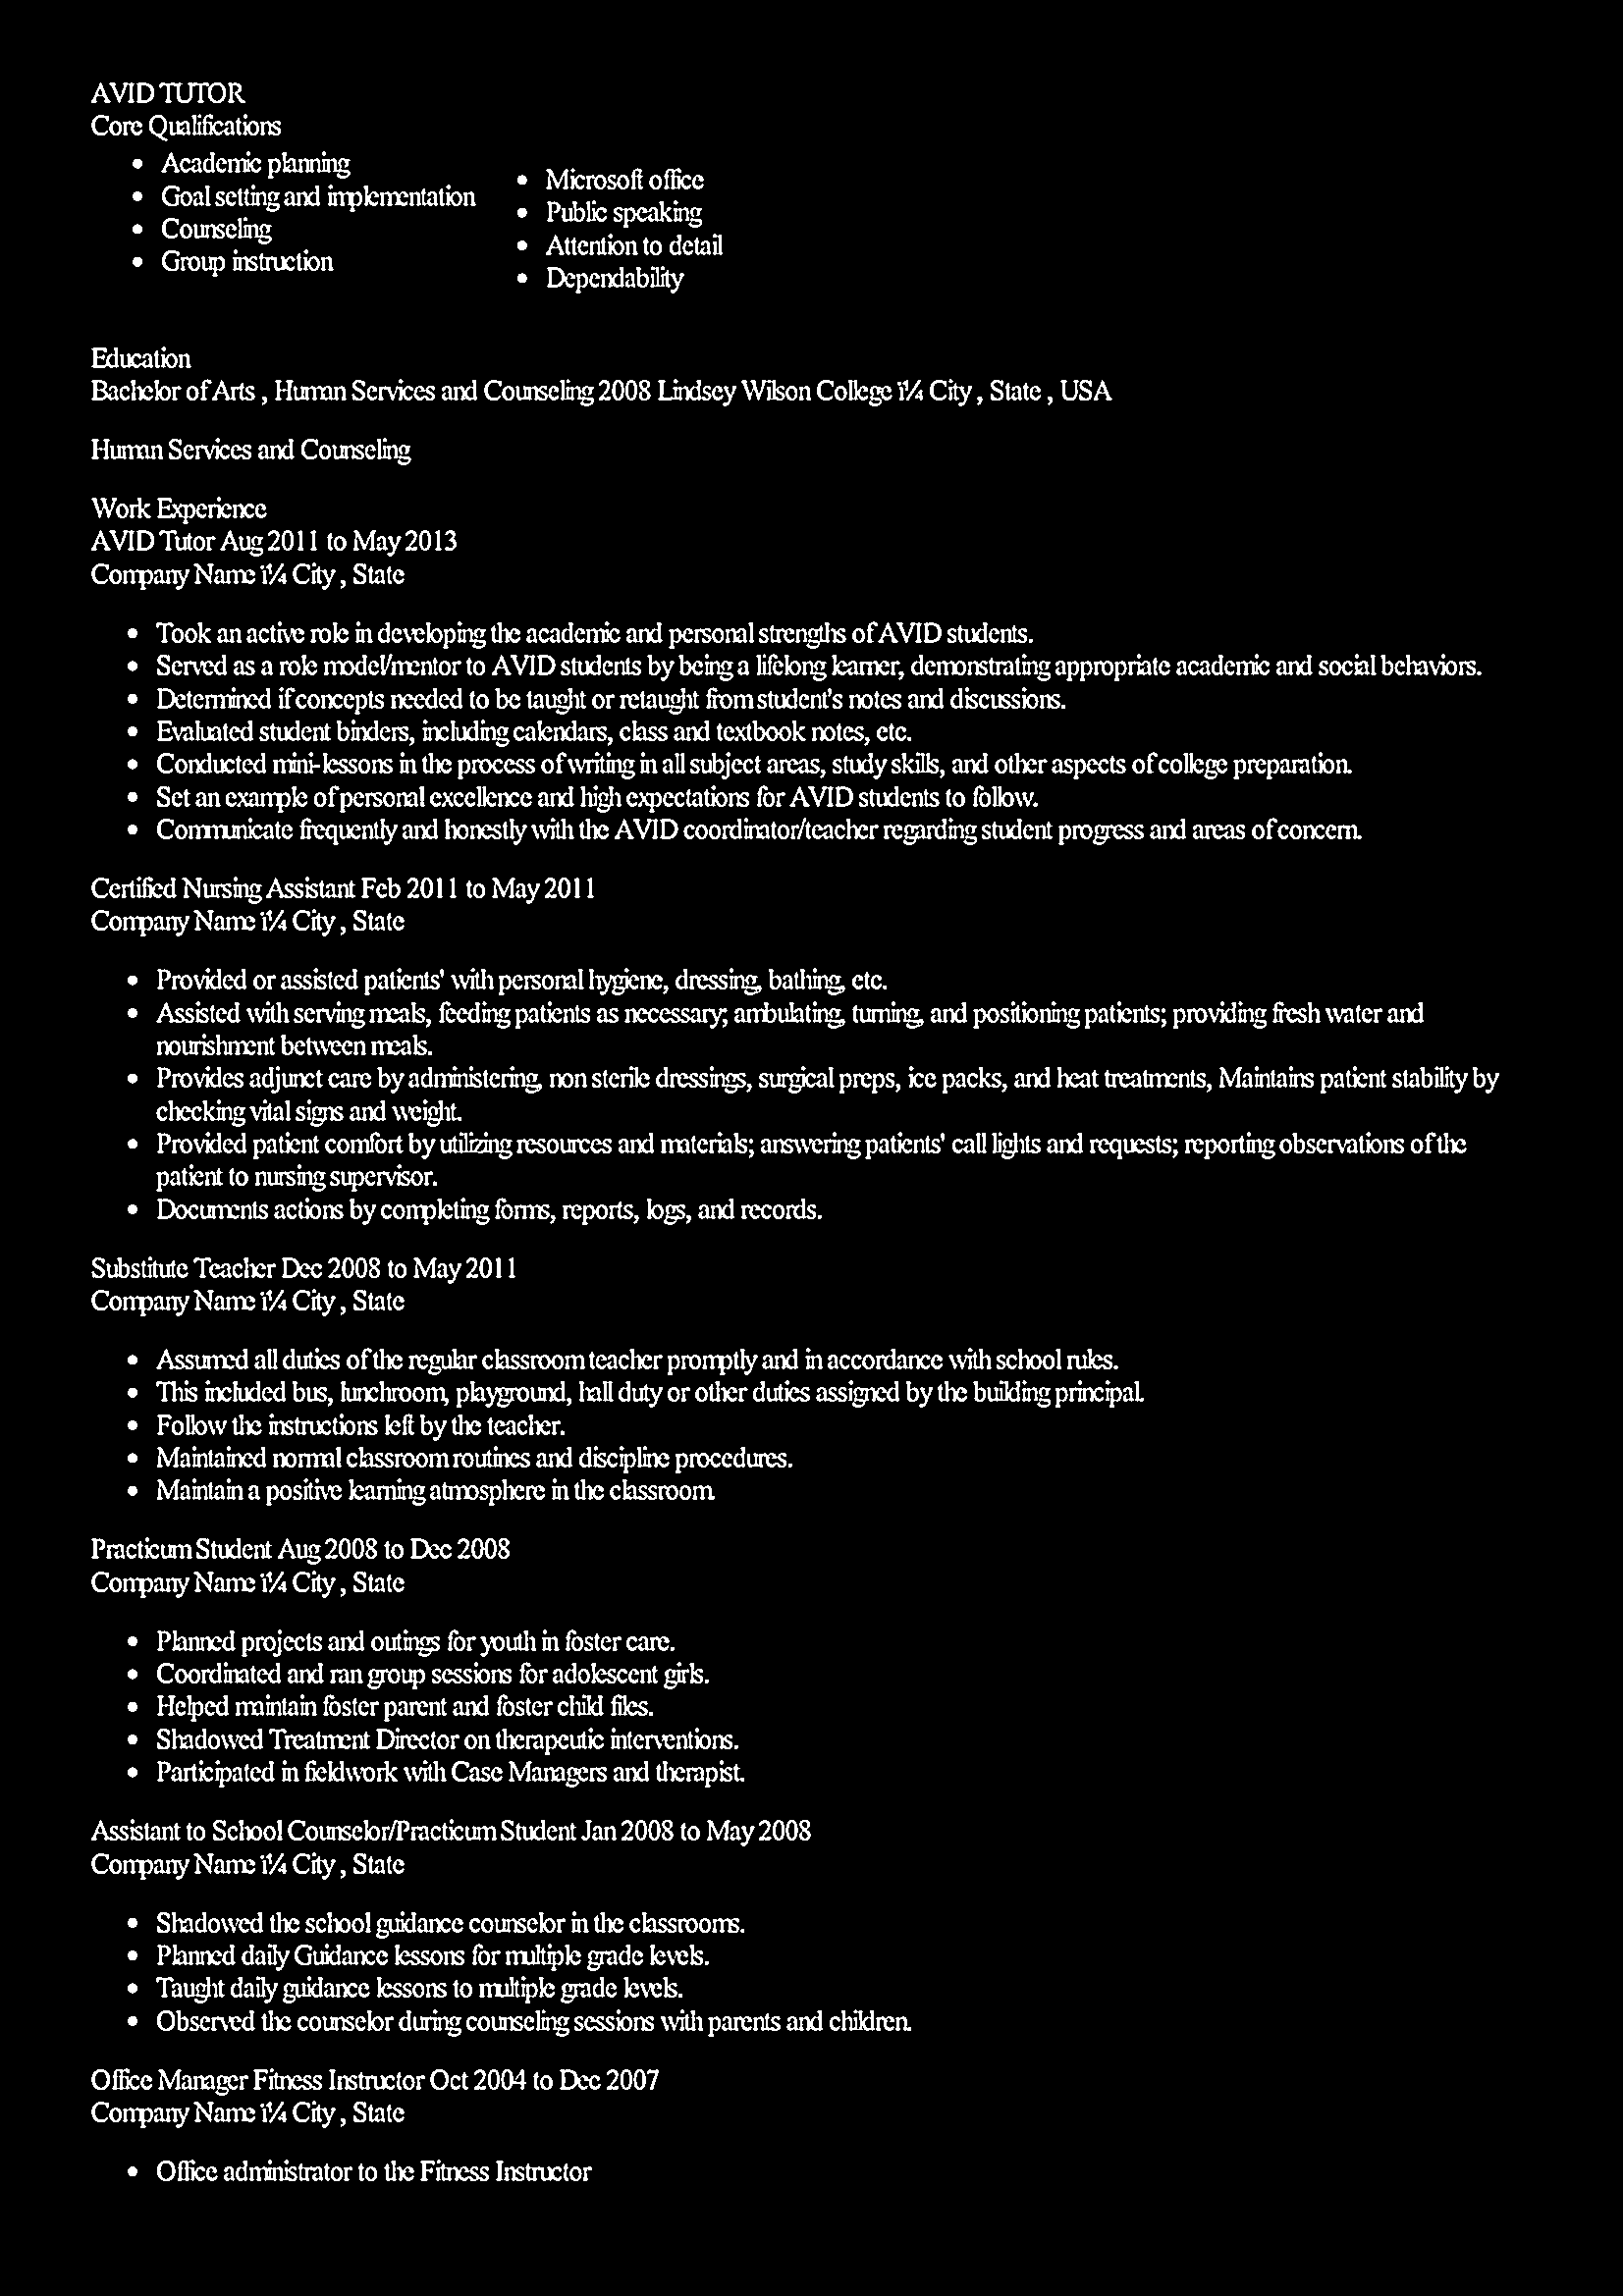 AVID TUTOR
Core Qualifications
• Academic planning
• Goal setting and implementation
• Counseling
• Group instruction
• Microsoft office
• Public speaking
• Attention to detail
• Dependability
Education
Bachelor of Arts , Human Services and Counseling 2008 Lindsey Wilson College ï¼ City , State , USA
Human Services and Counseling
Work Experience
AVID Tutor Aug 2011 to May 2013
Company Name ï¼ City , State
• Took an active role in developing the academic and personal strengths of AVID students.
• Served as a role model/mentor to AVID students by being a lifelong learner, demonstrating appropriate academic and social behaviors.
• Determined if concepts needed to be taught or retaught from student's notes and discussions.
• Evaluated student binders, including calendars, class and textbook notes, etc.
• Conducted mini-lessons in the process of writing in all subject areas, study skills, and other aspects of college preparation.
• Set an example of personal excellence and high expectations for AVID students to follow.
• Communicate frequently and honestly with the AVID coordinator/teacher regarding student progress and areas of concern.
Certified Nursing Assistant Feb 2011 to May 2011
Company Name ï¼ City , State
• Provided or assisted patients' with personal hygiene, dressing, bathing, etc.
• Assisted with serving meals, feeding patients as necessary; ambulating, turning, and positioning patients; providing fresh water and
nourishment between meals.
• Provides adjunct care by administering, non sterile dressings, surgical preps, ice packs, and heat treatments, Maintains patient stability by
checking vital signs and weight.
• Provided patient comfort by utilizing resources and materials; answering patients' call lights and requests; reporting observations of the
patient to nursing supervisor.
• Documents actions by completing forms, reports, logs, and records.
Substitute Teacher Dec 2008 to May 2011
Company Name ï¼ City , State
• Assumed all duties of the regular classroom teacher promptly and in accordance with school rules.
• This included bus, lunchroom, playground, hall duty or other duties assigned by the building principal.
• Follow the instructions left by the teacher.
• Maintained normal classroom routines and discipline procedures.
• Maintain a positive learning atmosphere in the classroom.
Practicum Student Aug 2008 to Dec 2008
Company Name ï¼ City , State
• Planned projects and outings for youth in foster care.
• Coordinated and ran group sessions for adolescent girls.
• Helped maintain foster parent and foster child files.
• Shadowed Treatment Director on therapeutic interventions.
• Participated in fieldwork with Case Managers and therapist.
Assistant to School Counselor/Practicum Student Jan 2008 to May 2008
Company Name ï¼ City , State
• Shadowed the school guidance counselor in the classrooms.
• Planned daily Guidance lessons for multiple grade levels.
• Taught daily guidance lessons to multiple grade levels.
• Observed the counselor during counseling sessions with parents and children.
Office Manager Fitness Instructor Oct 2004 to Dec 2007
Company Name ï¼ City , State
• Office administrator to the Fitness Instructor